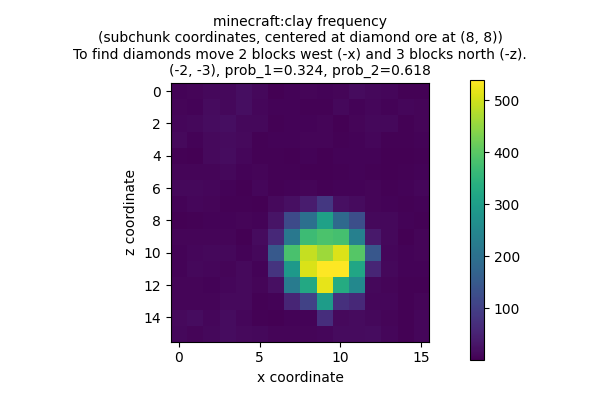 minecraft:clay frequency
(subchunk coordinates, centered at diamond ore at (8, 8))
To find diamonds move 2 blocks west (-x) and 3 blocks north (-z).
(-2, -3), prob_1=0.324, prob_2=0.618
0
2
4
6
8
10
12
14
z coordinate
0
5
10
15
x coordinate
500
400
300
200
100